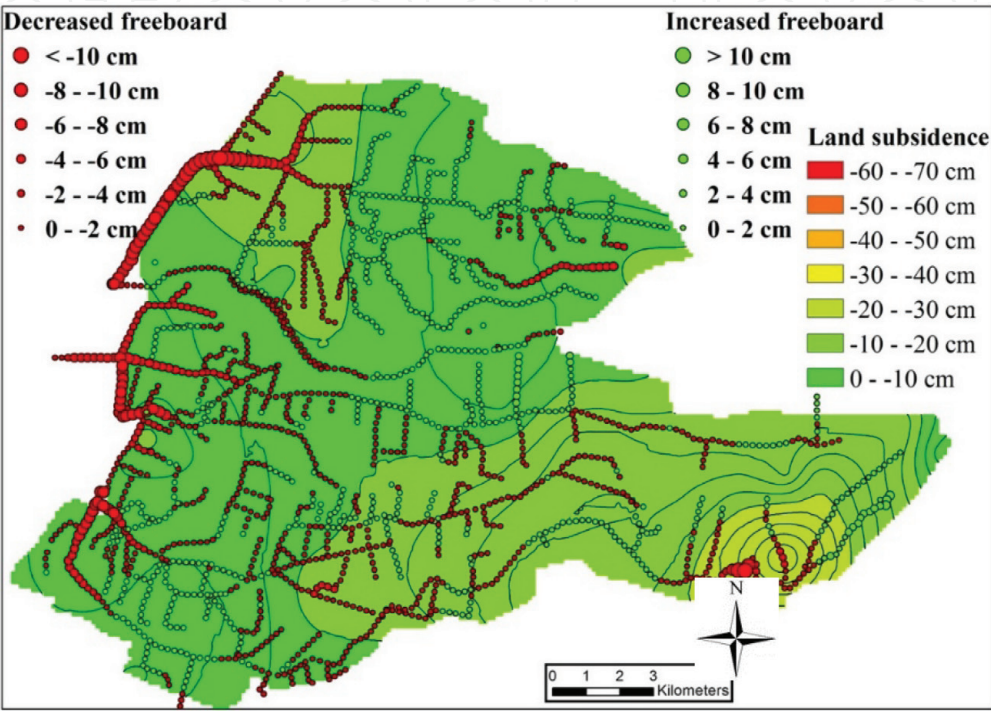 Decreased freeboard
< -10 cm
-8 - -10 cm
-6 - -8 cm
-4 - -6 cm
-2 - -4 cm
0 - -2 cm
Increased freeboard
> 10 cm
8 - 10 cm
6 - 8 cm
4 - 6 cm
2 - 4 cm
0 - 2 cm
Land subsidence
-60 - -70 cm
-50 - -60 cm
-40 - -50 cm
-30 - -40 cm
-20 - -30 cm
-10 - -20 cm
0 - -10 cm
N
0 1 2 3
Kilometers